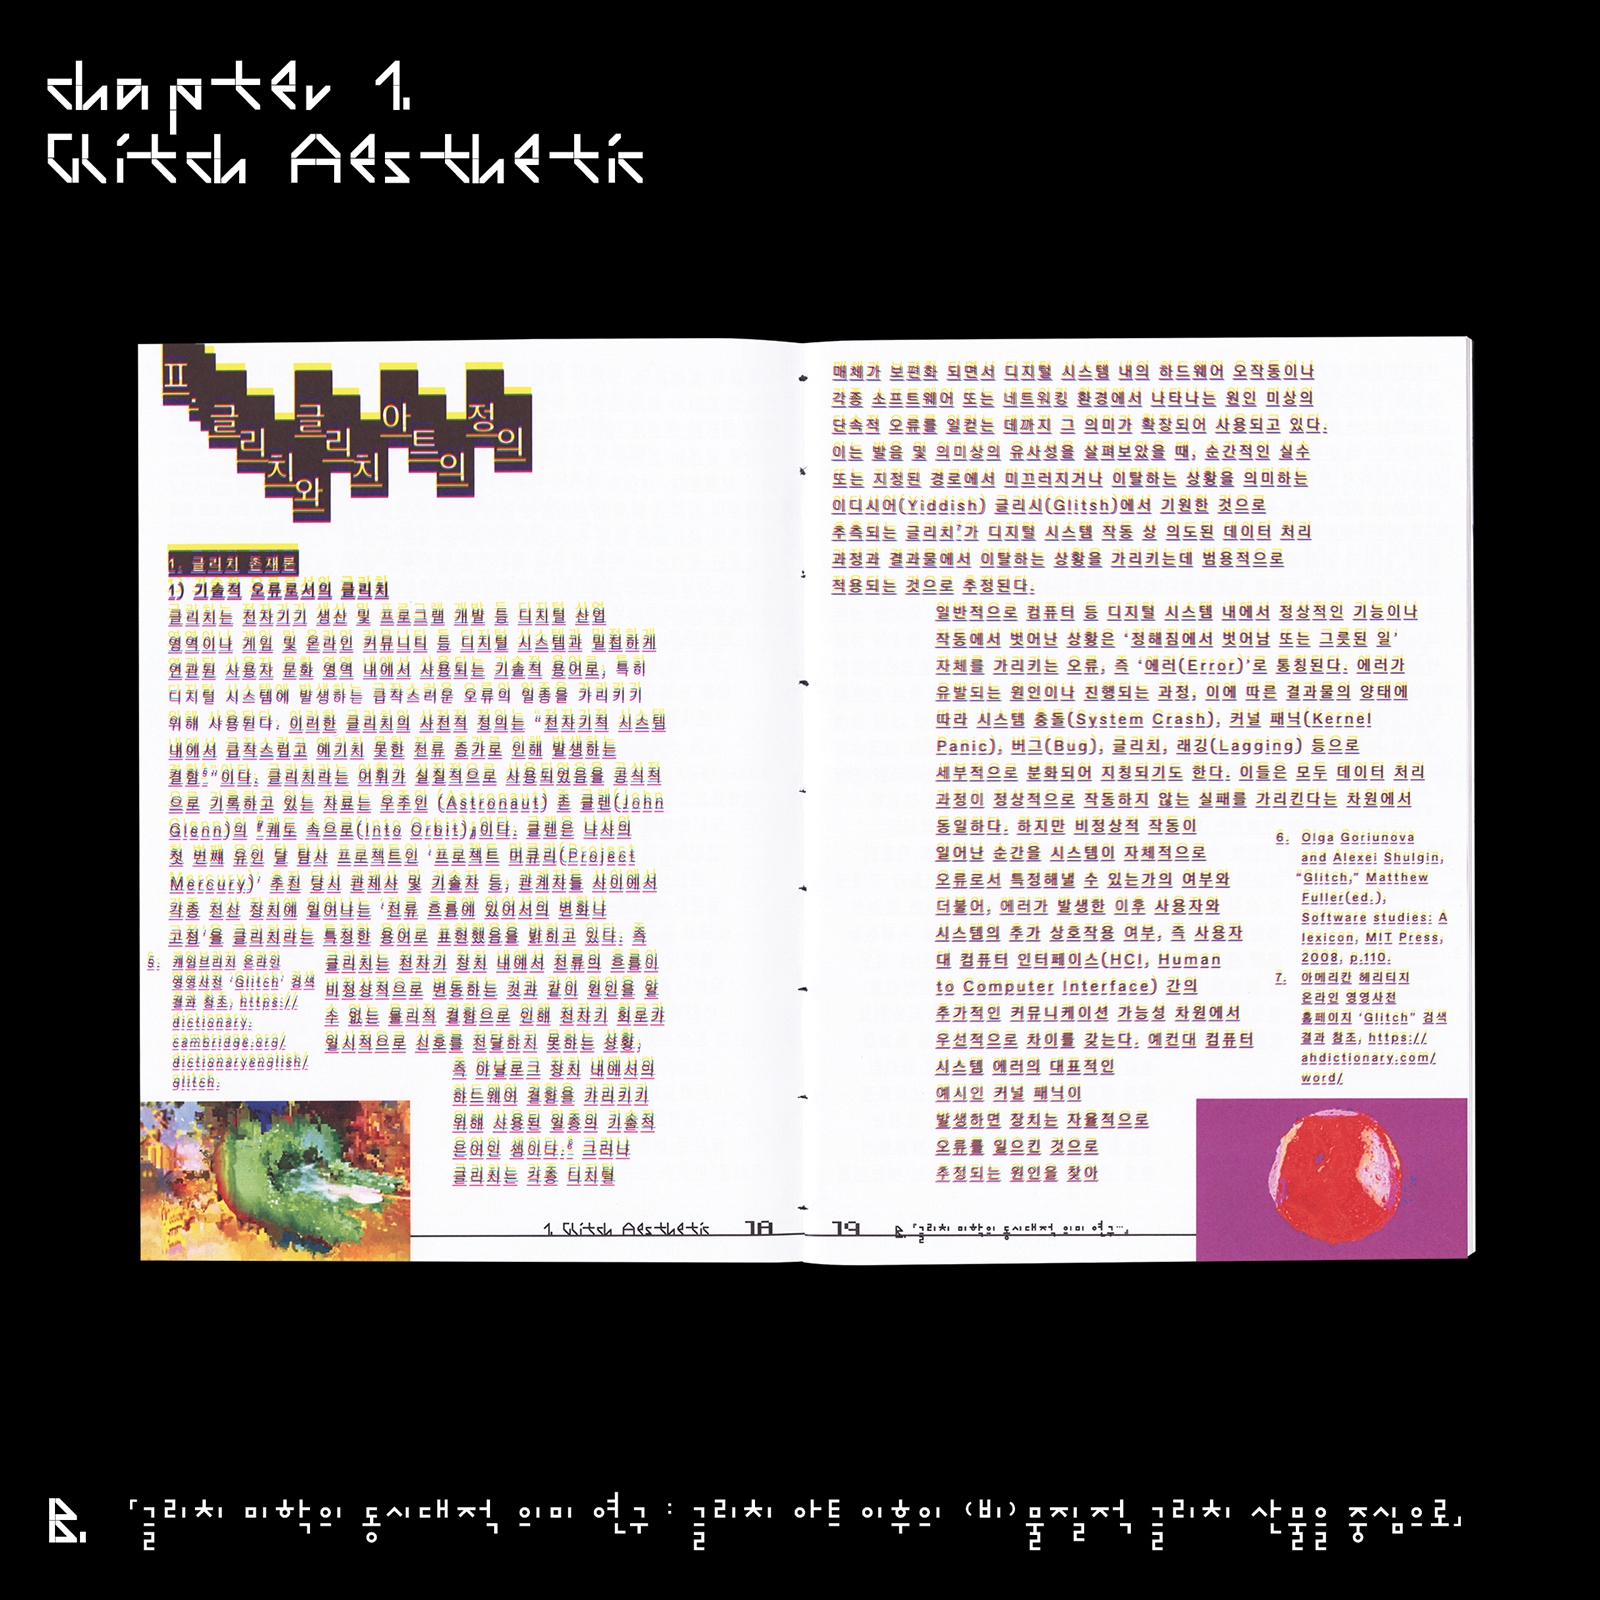 chapter 1.
Glitch Aesthetic
II.
글리치와
글리치
아트의
정의
1. 글리치 존재론
1) 기술적 오류로서의 글리치
글리치는 전자기기 생산 및 프로그램 개발 등 디지털 산업
영역이나 게임 및 온라인 커뮤니티 등 디지털 시스템과 밀접하게
연관된 사용자 문화 영역 내에서 사용되는 기술적 용어로, 특히
디지털 시스템에 발생하는 급작스러운 오류의 일종을 가리키기
위해 사용된다. 이러한 글리치의 사전적 정의는 “전자기적 시스템
내에서 급작스럽고 예기치 못한 전류 증가로 인해 발생하는
결함5”이다. 글리치라는 어휘가 실질적으로 사용되었음을 공식적
으로 기록하고 있는 자료는 우주인 (Astronaut) 존 글렌(John
Glenn)의 『궤도 속으로(Into Orbit)』이다. 글렌은 나사의
첫 번째 유인 달 탐사 프로젝트인 ‘프로젝트 머큐리(Project
Mercury)’ 추진 당시 관제사 및 기술자 등, 관계자들 사이에서
각종 전산 장치에 일어나는 ‘전류 흐름에 있어서의 변화나
고점’을 글리치라는 특정한 용어로 표현했음을 밝히고 있다. 즉
글리치는 전자기 장치 내에서 전류의 흐름이
비정상적으로 변동하는 것과 같이 원인을 알
수 없는 물리적 결함으로 인해 전자기 회로가
일시적으로 신호를 전달하지 못하는 상황,
즉 아날로그 장치 내에서의
하드웨어 결함을 가리키기
위해 사용된 일종의 기술적
은어인 셈이다.6 그러나
글리치는 각종 디지털
5. 캐임브리지 온라인
영영사전 ‘Glitch’ 검색
결과 참조, https://
dictionary.
cambridge.org/
dictionaryenglish/
glitch.
1. Glitch Aesthetic 18
매체가 보편화 되면서 디지털 시스템 내의 하드웨어 오작동이나
각종 소프트웨어 또는 네트워킹 환경에서 나타나는 원인 미상의
단속적 오류를 일컫는 데까지 그 의미가 확장되어 사용되고 있다.
이는 발음 및 의미상의 유사성을 살펴보았을 때, 순간적인 실수
또는 지정된 경로에서 미끄러지거나 이탈하는 상황을 의미하는
이디시어(Yiddish) 글리시(Glitsh)에서 기원한 것으로
추측되는 글리치7가 디지털 시스템 작동 상 의도된 데이터 처리
과정과 결과물에서 이탈하는 상황을 가리키는데 범용적으로
적용되는 것으로 추정된다.
일반적으로 컴퓨터 등 디지털 시스템 내에서 정상적인 기능이나
작동에서 벗어난 상황은 ‘정해짐에서 벗어남 또는 그릇된 일’
자체를 가리키는 오류, 즉 ‘에러(Error)’로 통칭된다. 에러가
유발되는 원인이나 진행되는 과정, 이에 따른 결과물의 양태에
따라 시스템 충돌(System Crash), 커널 패닉(Kernel
Panic), 버그(Bug), 글리치, 래깅(Lagging) 등으로
세부적으로 분화되어 지칭되기도 한다. 이들은 모두 데이터 처리
과정이 정상적으로 작동하지 않는 실패를 가리킨다는 차원에서
동일하다. 하지만 비정상적 작동이
일어난 순간을 시스템이 자체적으로
오류로서 특정해낼 수 있는가의 여부와
더불어, 에러가 발생한 이후 사용자와
시스템의 추가 상호작용 여부, 즉 사용자
대 컴퓨터 인터페이스(HCI, Human
to Computer Interface) 간의
추가적인 커뮤니케이션 가능성 차원에서
우선적으로 차이를 갖는다. 예컨대 컴퓨터
시스템 에러의 대표적인
예시인 커널 패닉이
발생하면 장치는 자율적으로
오류를 일으킨 것으로
추정되는 원인을 찾아
6. Olga Goriunova
and Alexei Shulgin,
“Glitch,” Matthew
Fuller(ed.),
Software studies: A
lexicon, MIT Press,
2008, p.110.
7. 아메리칸 헤리티지
온라인 영영사전
홈페이지 ‘Glitch” 검색
결과 참조, https://
ahdictionary.com/
word/
19 B. 「글리치 미학의 동시대적 의미 연구…」
B. 「글리치 미학의 동시대적 의미 연구 : 글리치 아트 이후의 (비)물질적 글리치 산물을 중심으로」